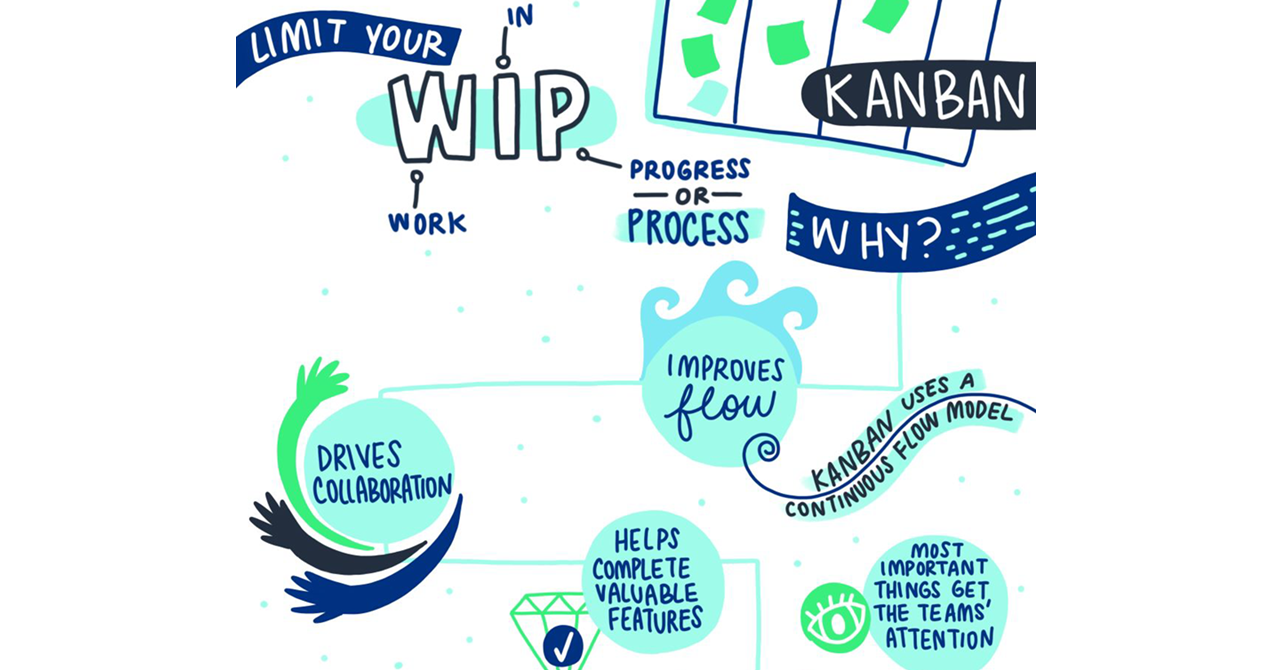 LIMIT YOUR
IN
WIP
WORK
PROGRESS
OR
PROCESS
KANBAN
WHY?
IMPROVES
flow
KANBAN USES A
CONTINUOUS FLOW MODEL
DRIVES
COLLABORATION
HELPS
COMPLETE
VALUABLE
FEATURES
MOST
IMPORTANT
THINGS GET
THE TEAMS'
ATTENTION